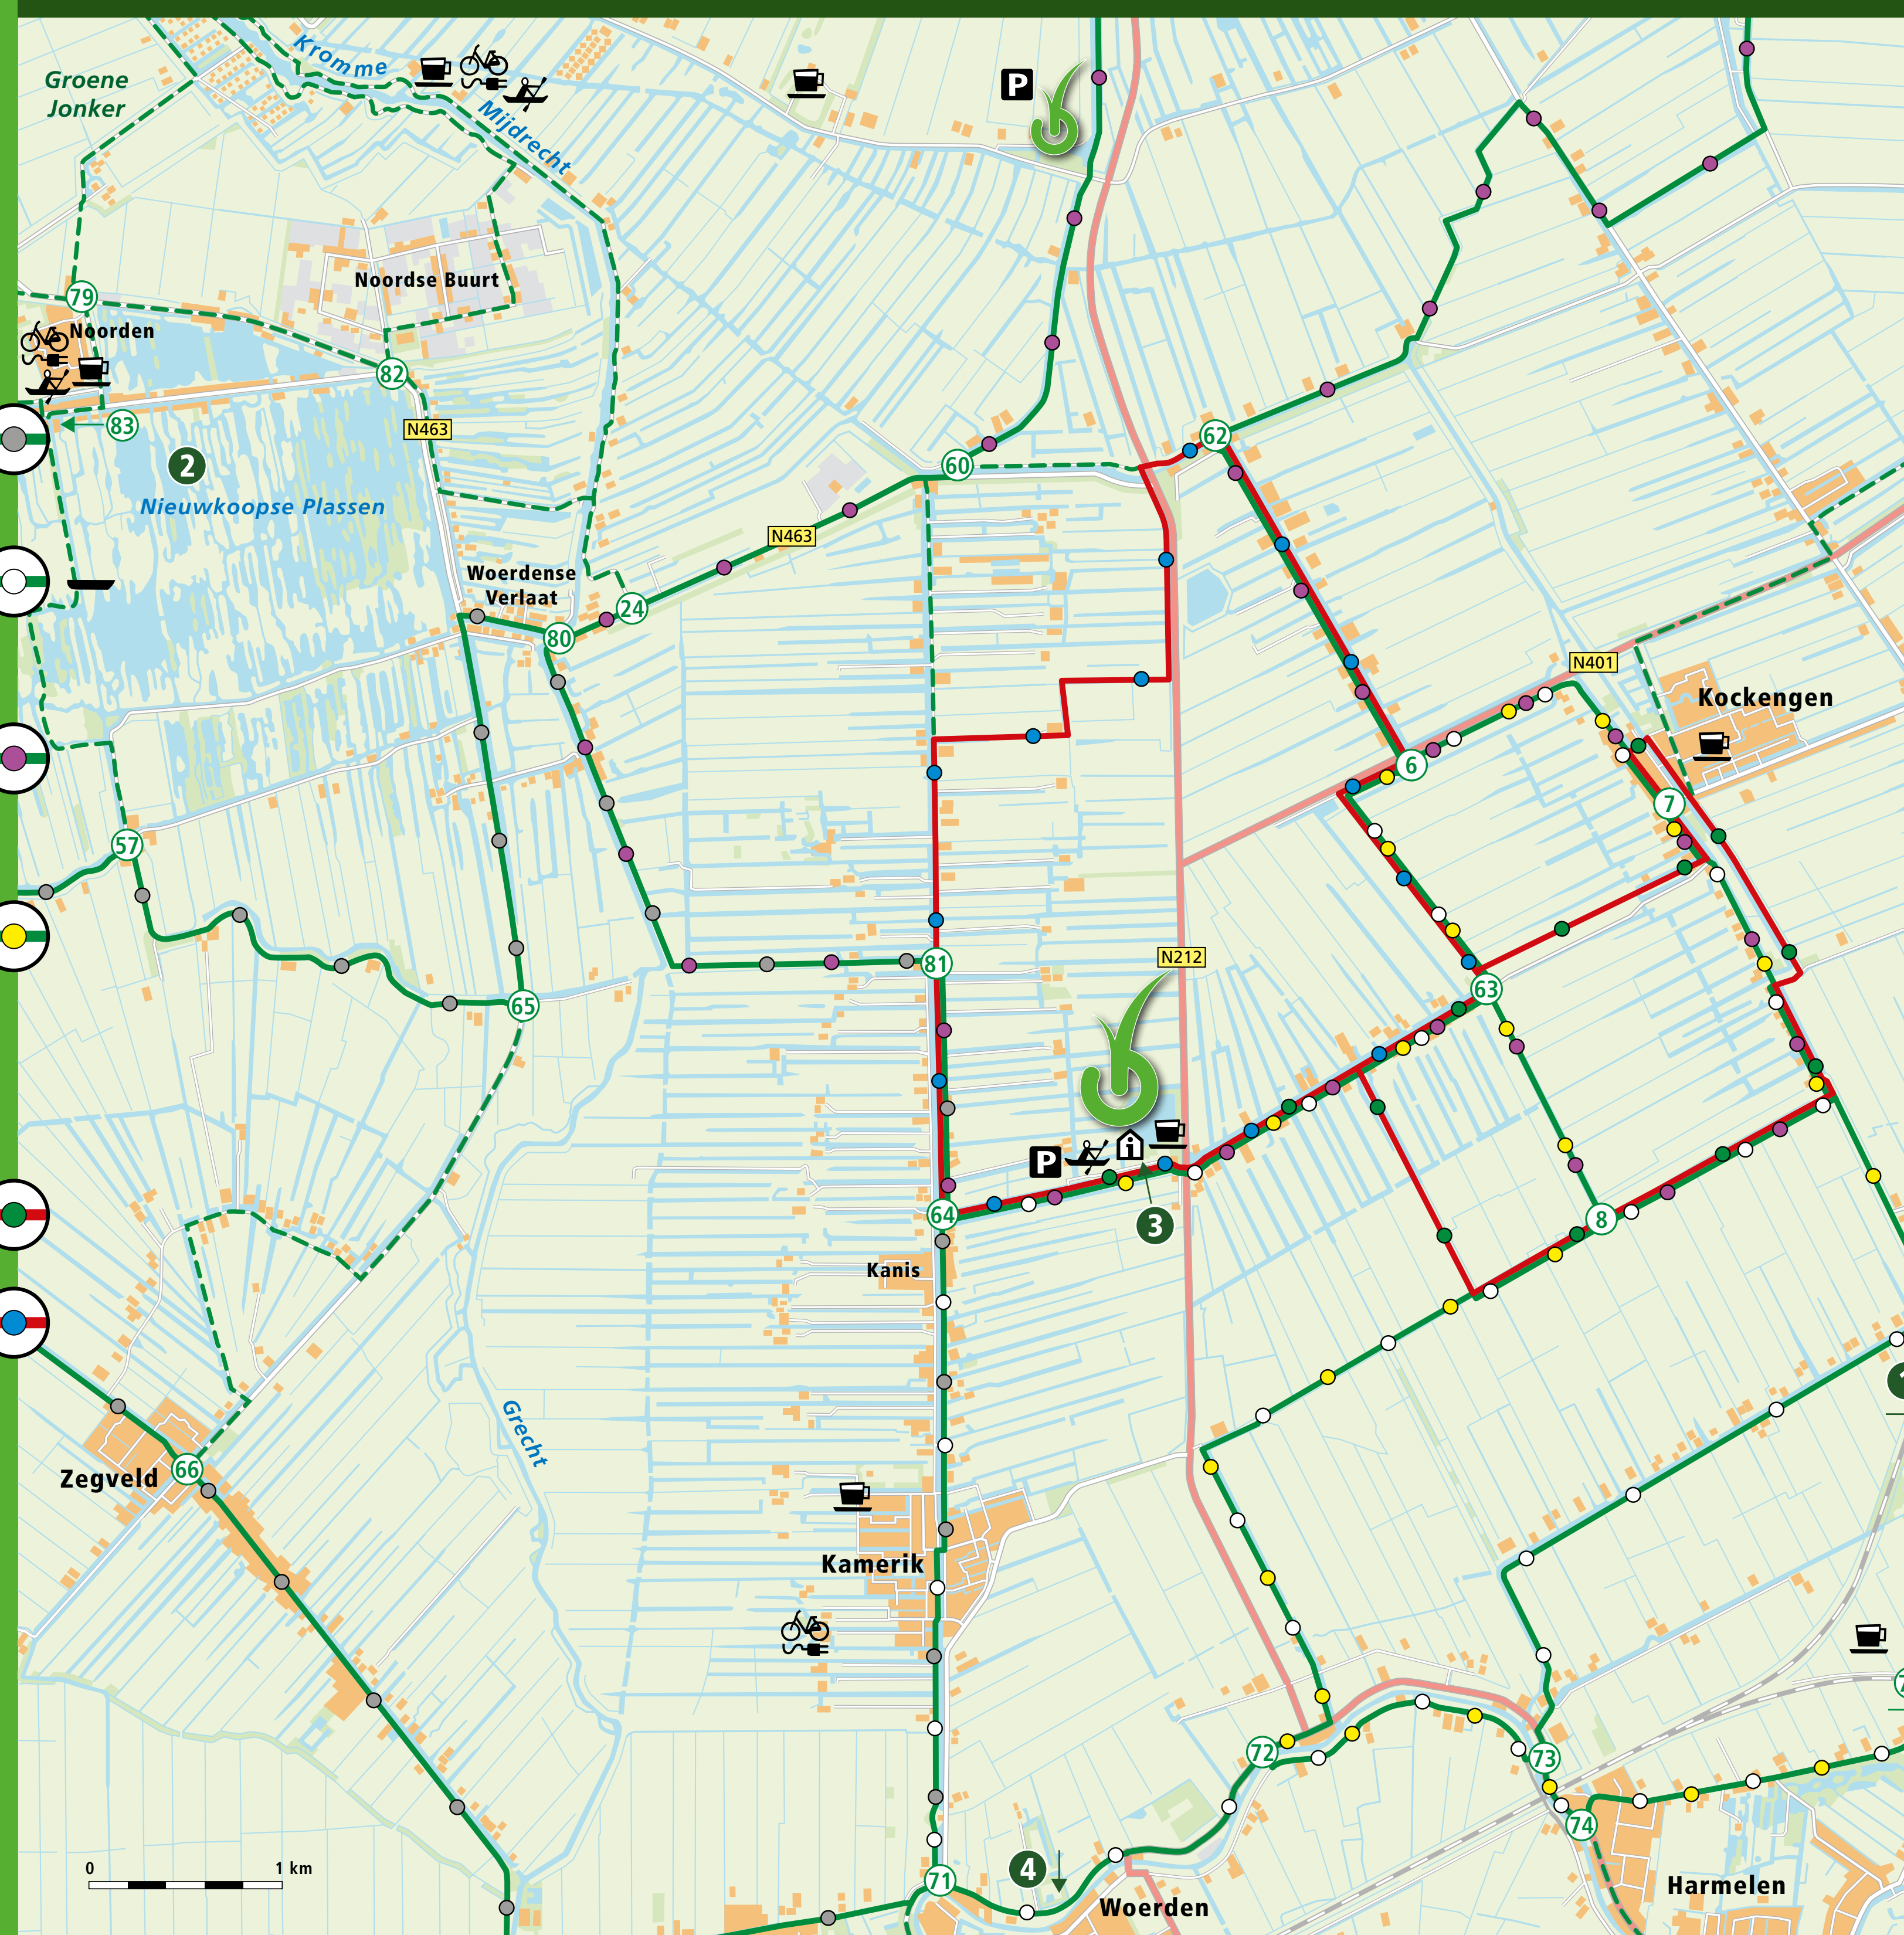 Groene
Jonker
Kromme
Mijdrecht
P
Noordse Buurt
79
Noorden
82
83
N463
2
Nieuwkoopse Plassen
60
62
N463
Woerdense
Verlaat
24
80
N401
Kockengen
6
7
57
81
N212
63
65
P
i
64
3
8
Kanis
Grecht
Zegveld
66
Kamerik
72
73
74
0
1 km
71
4
Woerden
Harmelen